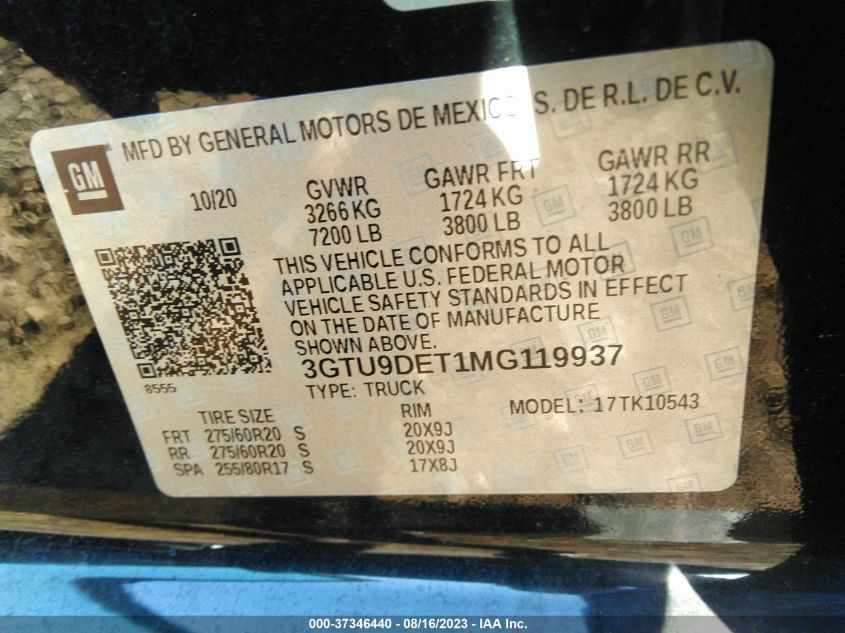 MFD BY GENERAL MOTORS DE MEXICO S. DE R.L. DE C.V.
GM
10/20
GVWR
3266 KG
7200 LB
GAWR FRT
1724 KG
3800 LB
GAWR RR
1724 KG
3800 LB
THIS VEHICLE CONFORMS TO ALL
APPLICABLE U.S. FEDERAL MOTOR
VEHICLE SAFETY STANDARDS IN EFFECT
ON THE DATE OF MANUFACTURE
SHOWN ABOVE.
3GTU9DET1MG119937
8555
TYPE: TRUCK
MODEL: 17TK10543
TIRE SIZE RIM
FRT 275/60R20 S 20X9J
RR 275/60R20 S 20X9J
SPA 255/80R17 S 17X8J
000-37346440 - 08/16/2023 - IAA Inc.